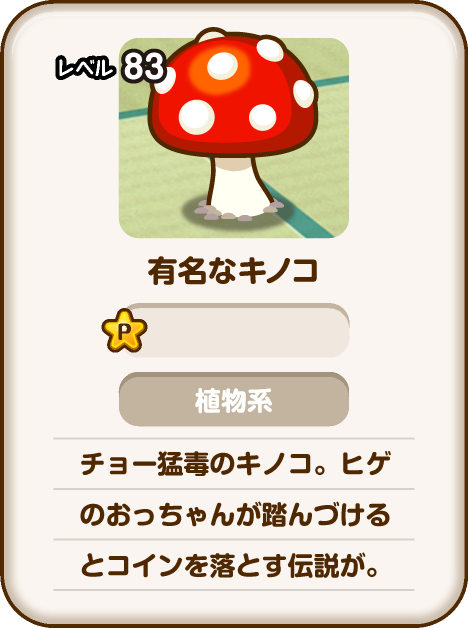 レベル 83
有名なキノコ
P
植物系
チョー猛毒のキノコ。ヒゲ
のおっちゃんが踏んづける
とコインを落とす伝説が。